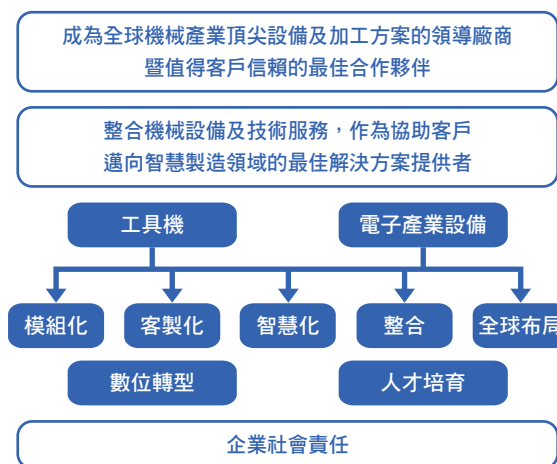 成為全球機械產業頂尖設備及加工方案的領導廠商
暨值得客戶信賴的最佳合作夥伴
整合機械設備及技術服務，作為協助客戶
邁向智慧製造領域的最佳解決方案提供者
工具機
電子產業設備
模組化
客製化
智慧化
整合
全球布局
數位轉型
人才培育
企業社會責任